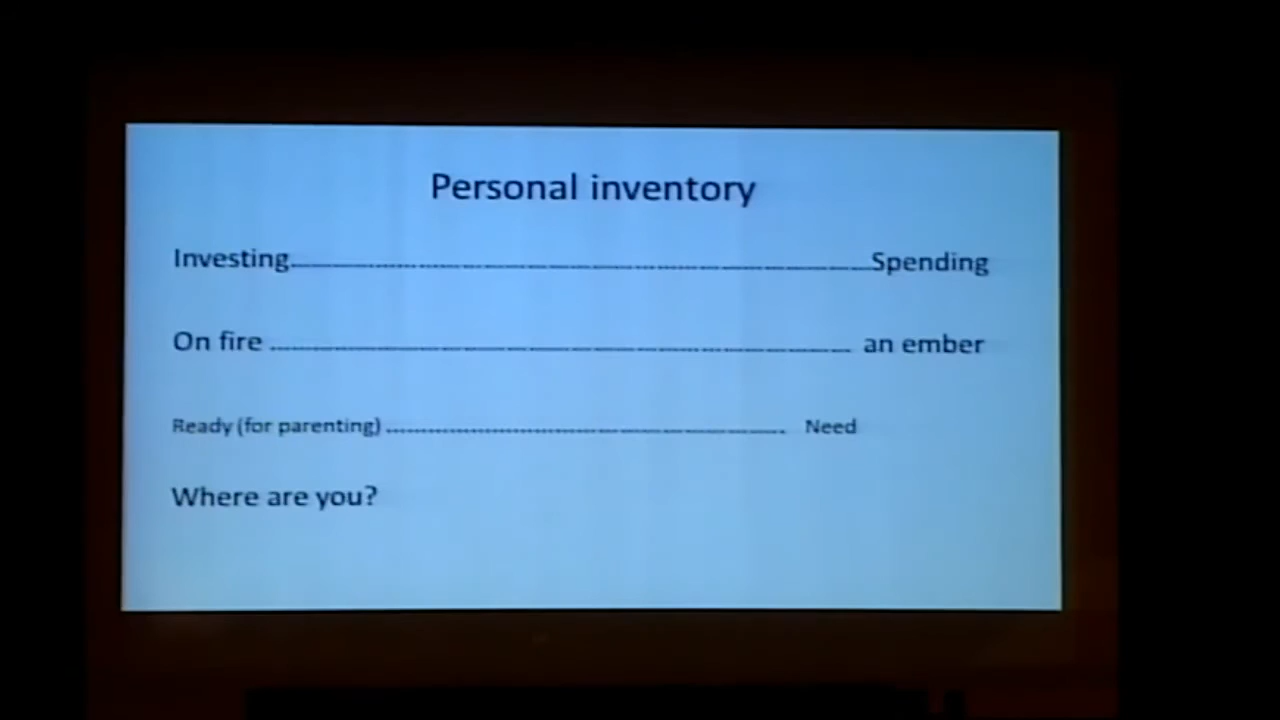 Personal inventory
Investing....................................................................................Spending
On fire .................................................................................... an ember
Ready (for parenting) .................................................................... Need
Where are you?